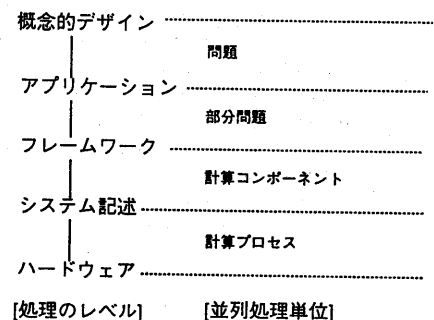 概念的デザイン
問題
アプリケーション
部分問題
フレームワーク
計算コンポーネント
システム記述
計算プロセス
ハードウェア
[処理のレベル] [並列処理単位]